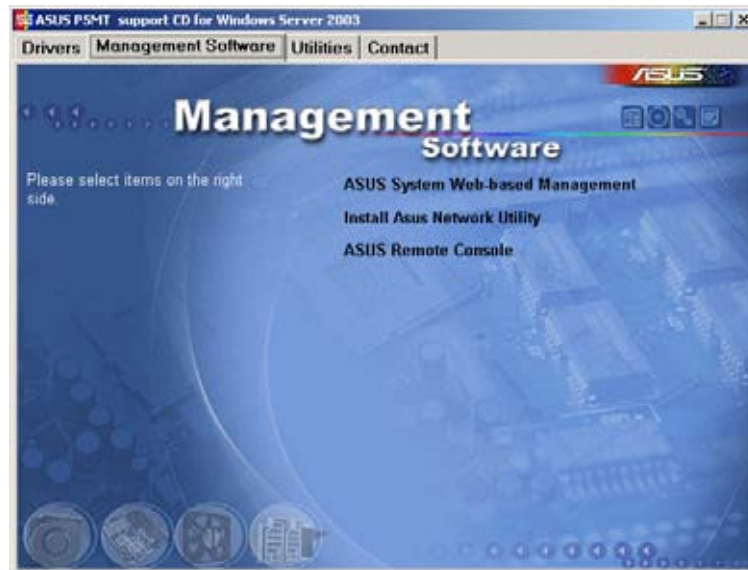 ASUS P5MT support CD for Windows Server 2003
Drivers Management Software Utilities Contact
ASUS
Management
Software
Please select items on the right
side.
ASUS System Web-based Management
Install Asus Network Utility
ASUS Remote Console